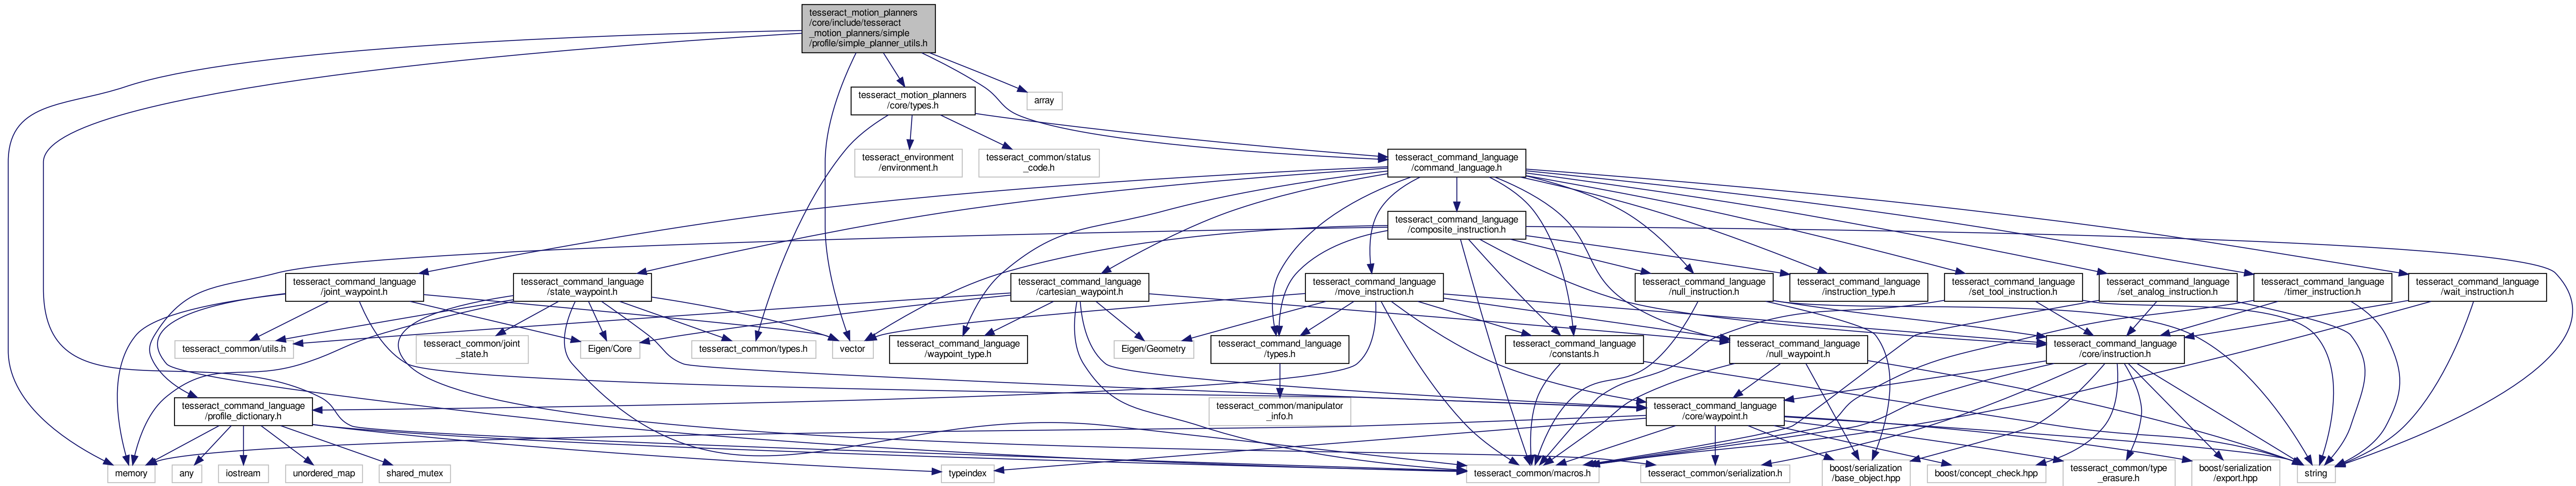 tesseract_motion_planners
/core/include/tesseract
_motion_planners/simple
/profile/simple_planner_utils.h
tesseract_motion_planners
/core/types.h
array
tesseract_environment
/environment.h
tesseract_common/status
_code.h
tesseract_command_language
/command_language.h
tesseract_command_language
/composite_instruction.h
tesseract_command_language
/joint_waypoint.h
tesseract_command_language
/state_waypoint.h
tesseract_command_language
/cartesian_waypoint.h
tesseract_command_language
/move_instruction.h
tesseract_command_language
/null_instruction.h
tesseract_command_language
/instruction_type.h
tesseract_command_language
/set_tool_instruction.h
tesseract_command_language
/set_analog_instruction.h
tesseract_command_language
/timer_instruction.h
tesseract_command_language
/wait_instruction.h
tesseract_common/utils.h
tesseract_common/joint
_state.h
Eigen/Core
tesseract_common/types.h
vector
tesseract_command_language
/waypoint_type.h
Eigen/Geometry
tesseract_command_language
/types.h
tesseract_command_language
/constants.h
tesseract_command_language
/null_waypoint.h
tesseract_command_language
/core/instruction.h
tesseract_command_language
/profile_dictionary.h
tesseract_common/manipulator
_info.h
tesseract_command_language
/core/waypoint.h
memory
any
iostream
unordered_map
shared_mutex
typeindex
tesseract_common/macros.h
tesseract_common/serialization.h
boost/serialization
/base_object.hpp
boost/concept_check.hpp
tesseract_common/type
_erasure.h
boost/serialization
/export.hpp
string